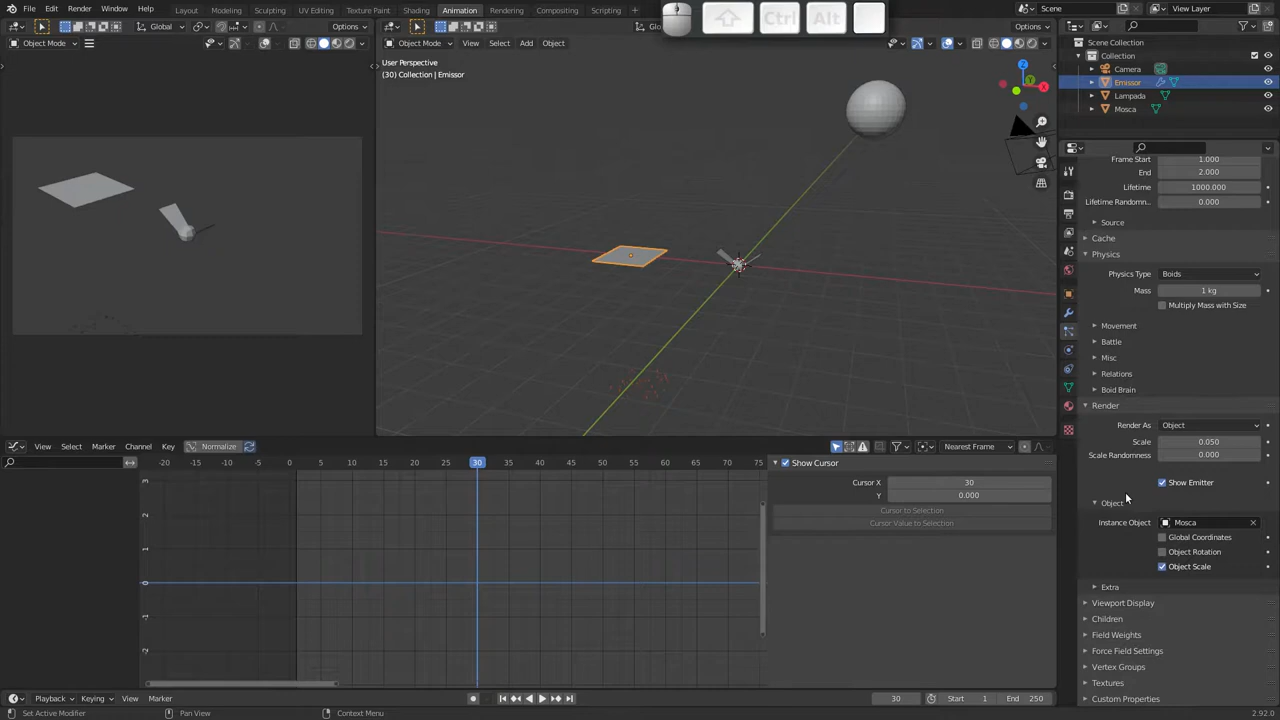 File Edit Render Window Help
Layout Modeling Sculpting UV Editing Texture Paint Shading Animation Rendering Compositing Scripting
Scene
View Layer
Ctrl
Alt
Global
Options
Object Mode
Object Mode View Select Add Object
Options
User Perspective
(30) Collection | Emissor
Z
X
Scene Collection
Collection
Camera
Emissor
Lampada
Mosca
Frame Start 1.000
End 2.000
Lifetime 1000.000
Lifetime Randomn... 0.000
Source
Cache
Physics
Physics Type Boids
Mass 1 kg
Multiply Mass with Size
Movement
Battle
Misc
Relations
Boid Brain
Render
Render As Object
Scale 0.050
Scale Randomness 0.000
Show Emitter
Object
Instance Object Mosca
Global Coordinates
Object Rotation
Object Scale
Extra
Viewport Display
Children
Field Weights
Force Field Settings
Vertex Groups
Textures
Custom Properties
View Select Marker Channel Key Normalize
Nearest Frame
-20 -15 -10 -5 0 5 10 15 20 25 30 35 40 45 50 55 60 65 70 75
Show Cursor
Cursor X 30
Y 0.000
Cursor to Selection
Cursor Value to Selection
Playback Keying View Marker
30
Start 1
End 250
Set Active Modifier
Pan View
Context Menu
2.92.0